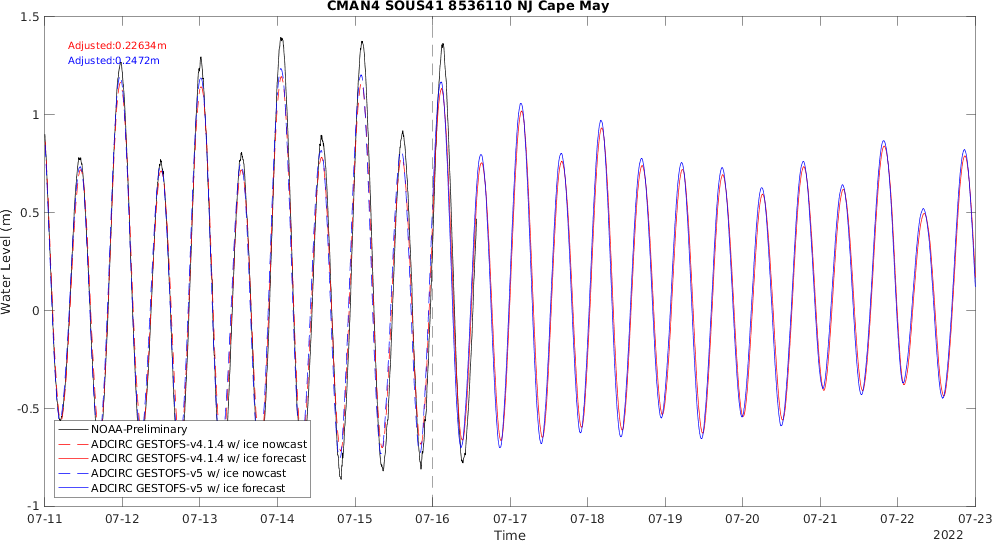 CMAN4 SOUS41 8536110 NJ Cape May
Adjusted:0.22634m
Adjusted:0.2472m
Water Level (m)
1.5
1
0.5
0
-0.5
-1
NOAA-Preliminary
ADCIRC GESTOFS-v4.1.4 w/ ice nowcast
ADCIRC GESTOFS-v4.1.4 w/ ice forecast
ADCIRC GESTOFS-v5 w/ ice nowcast
ADCIRC GESTOFS-v5 w/ ice forecast
07-11 07-12 07-13 07-14 07-15 07-16 07-17 07-18 07-19 07-20 07-21 07-22 07-23
Time
2022